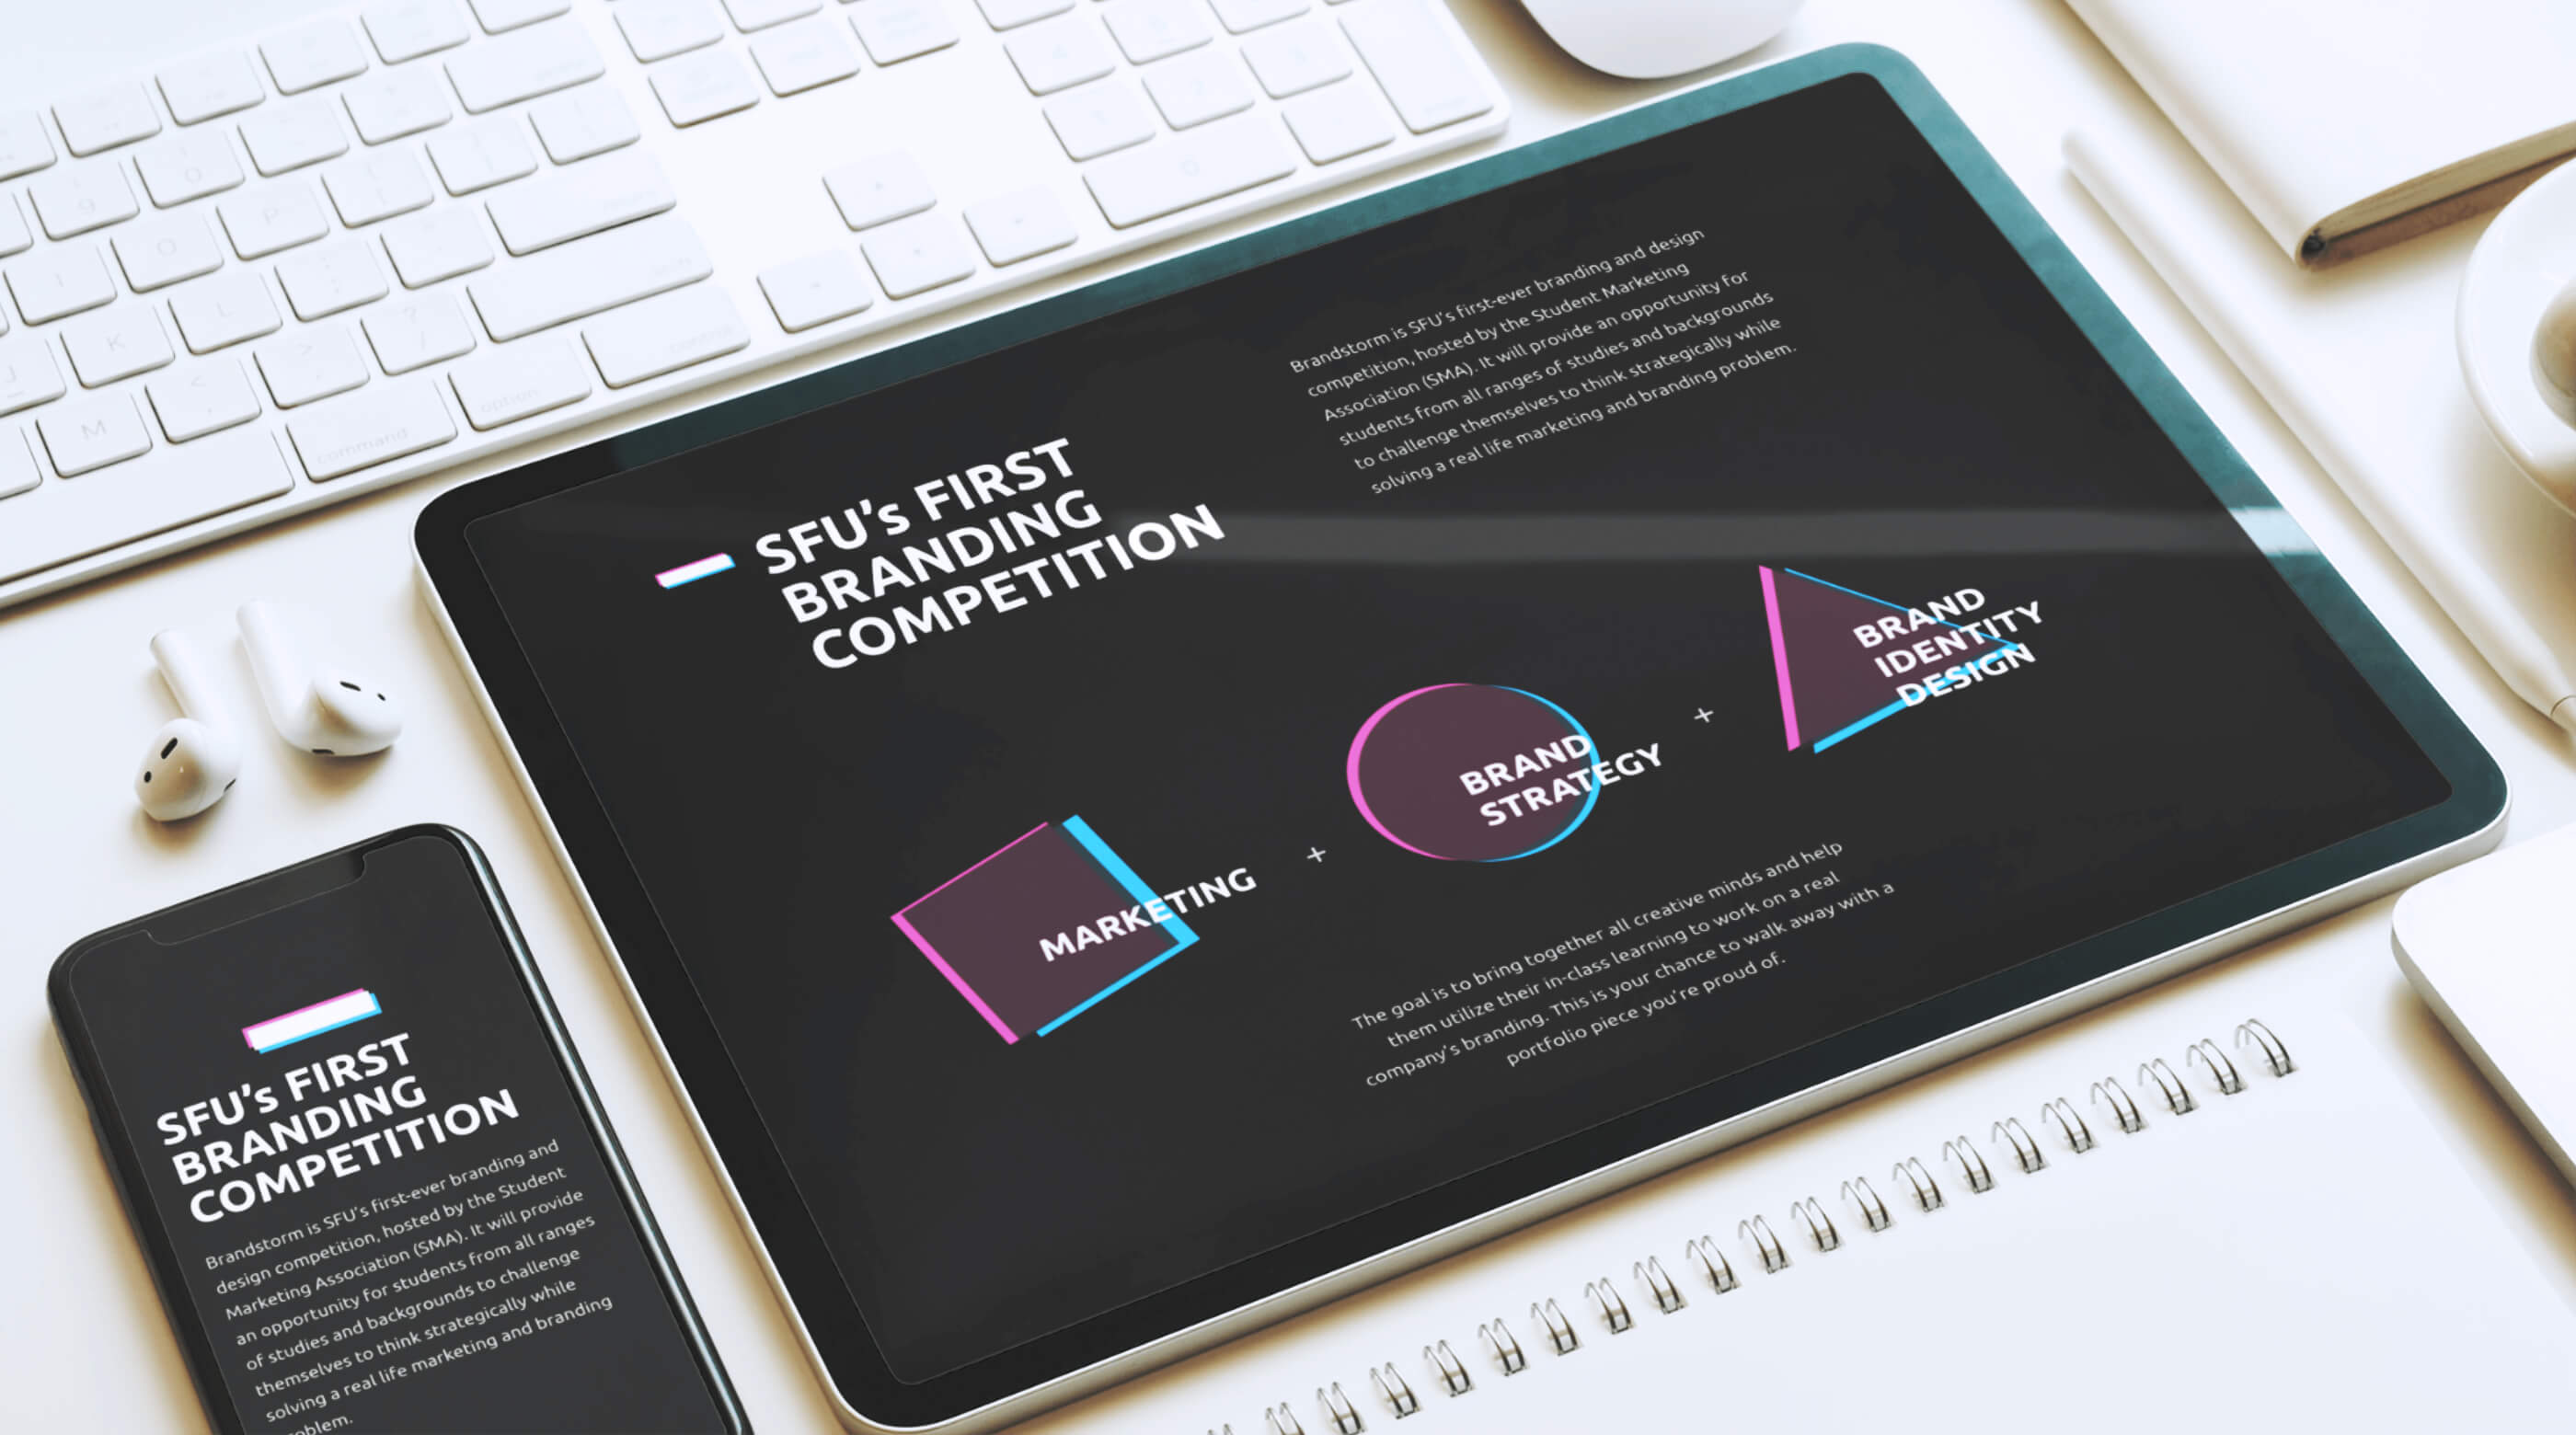 SFU's FIRST
BRANDING
COMPETITION
Brandstorm is SFU's first-ever branding and design
competition, hosted by the Student Marketing
Association (SMA). It will provide an opportunity for
students from all ranges of studies and backgrounds
to challenge themselves to think strategically while
solving a real life marketing and branding problem.
MARKETING
+
BRAND
STRATEGY
+
BRAND
IDENTITY
DESIGN
The goal is to bring together all creative minds and help
them utilize their in-class learning to work on a real
company's branding. This is your chance to walk away with a
portfolio piece you're proud of.
SFU's FIRST
BRANDING
COMPETITION
Brandstorm is SFU's first-ever branding and
design competition, hosted by the Student
Marketing Association (SMA). It will provide
an opportunity for students from all ranges
of studies and backgrounds to challenge
themselves to think strategically while
solving a real life marketing and branding
oblem.
9
O
P
K
M
command
option
control